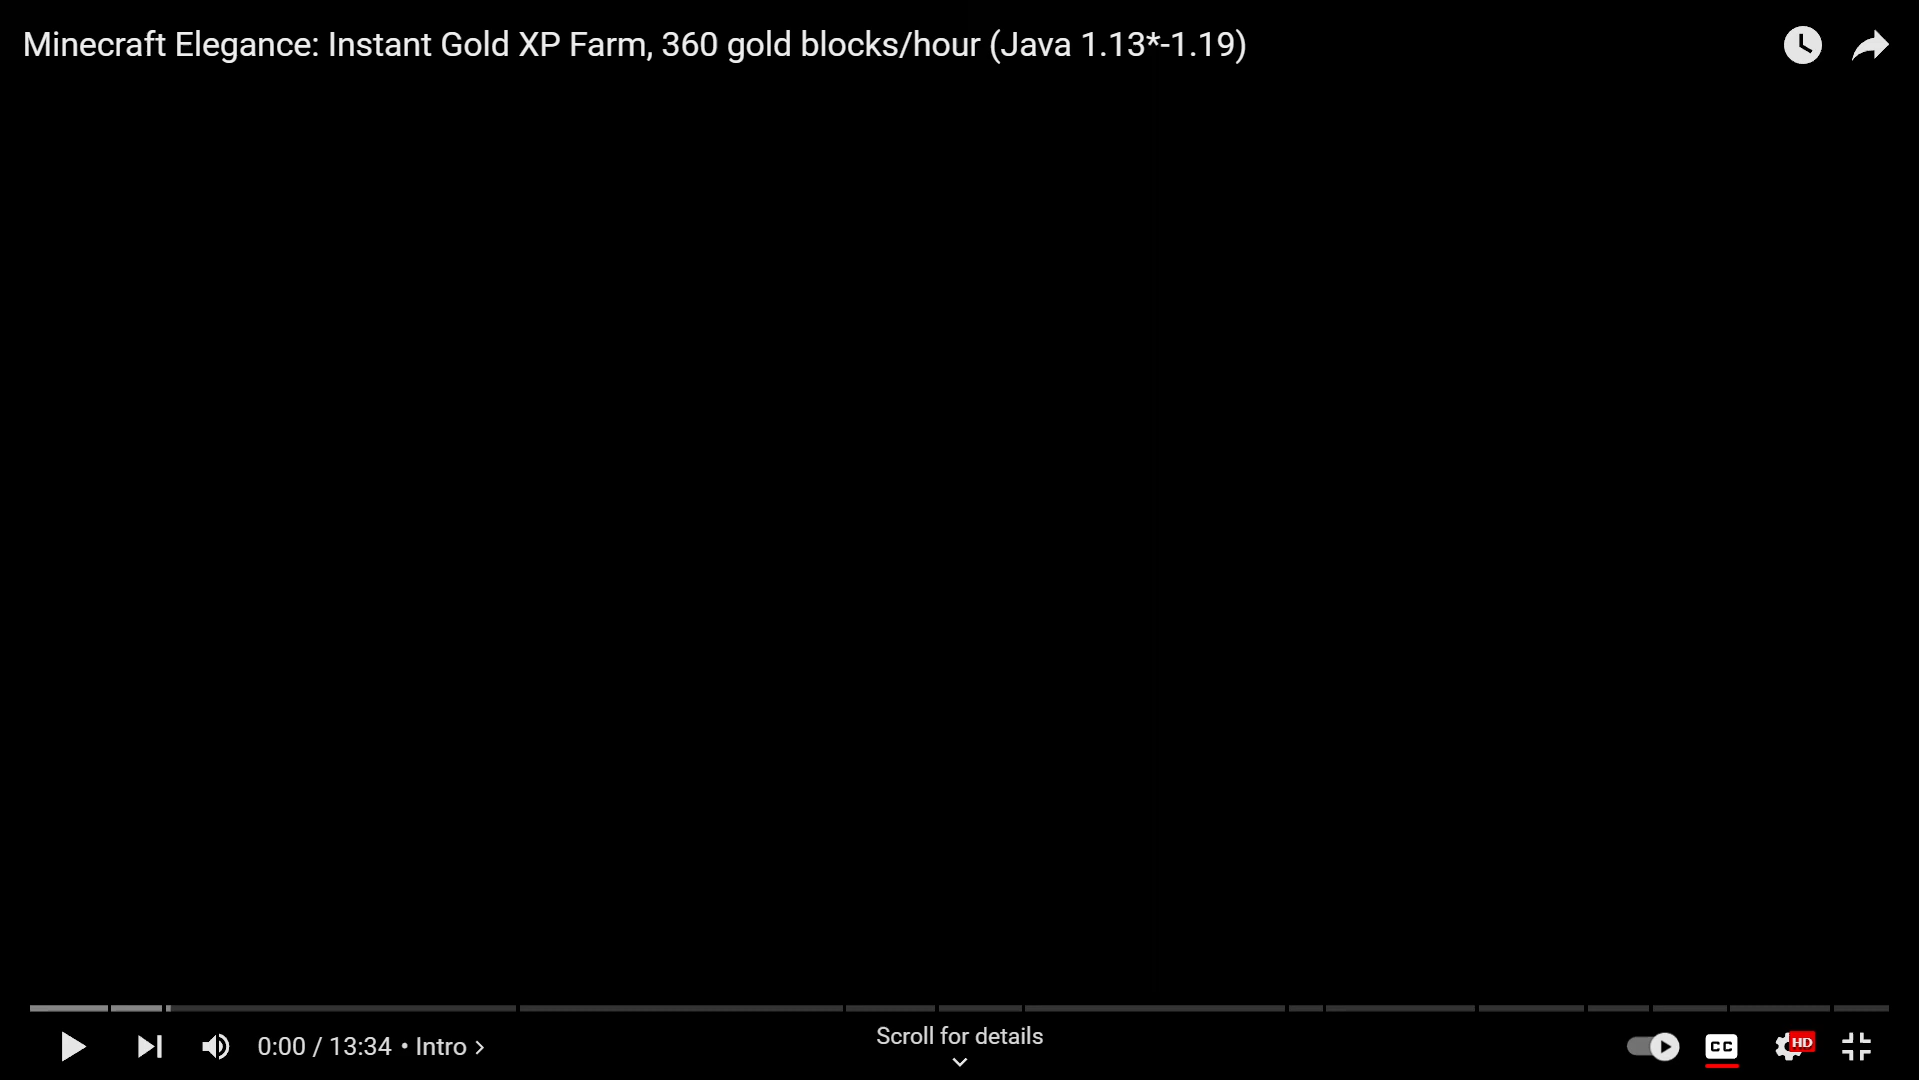 Minecraft Elegance: Instant Gold XP Farm, 360 gold blocks/hour (Java 1.13*-1.19)
Scroll for details
0:00 / 13:34 • Intro
CC
HD